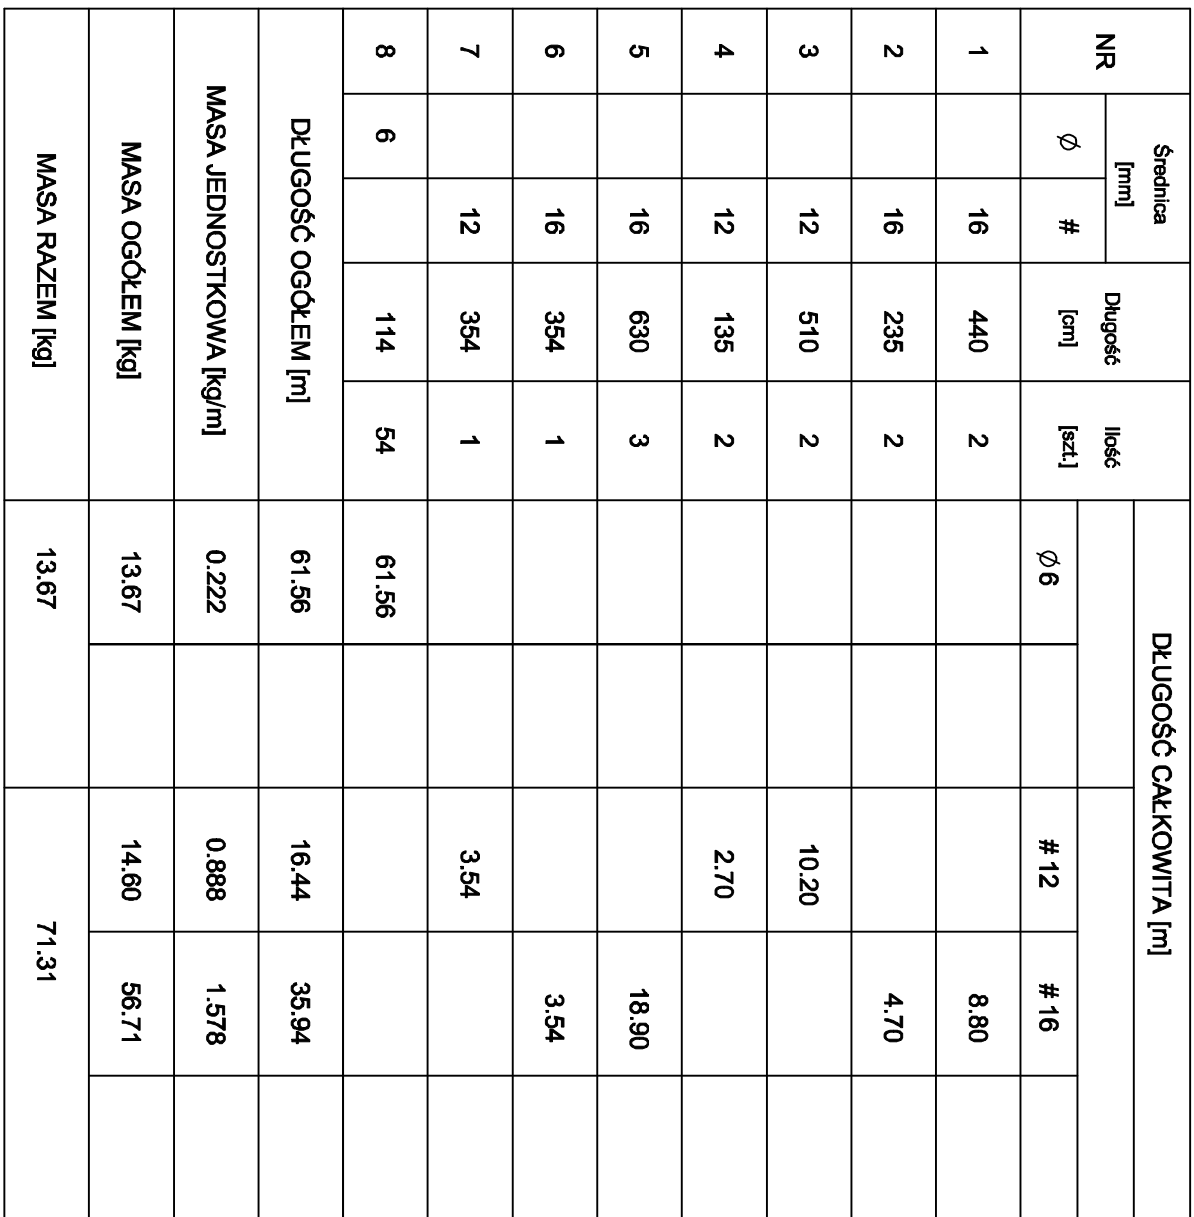 NR Średnica Długość Ilość DŁUGOŚĆ CAŁKOWITA [m]
[mm] [cm] [szt.]
∅ # ∅6 #12 #16
1 16 440 2 8.80
2 16 235 2 4.70
3 12 510 2 10.20
4 12 135 2 2.70
5 16 630 3 18.90
6 16 354 1 3.54
7 12 354 1 3.54
8 6 114 54 61.56
DŁUGOŚĆ OGÓŁEM [m] 61.56 16.44 35.94
MASA JEDNOSTKOWA [kg/m] 0.222 0.888 1.578
MASA OGÓŁEM [kg] 13.67 14.60 56.71
MASA RAZEM [kg] 13.67 71.31